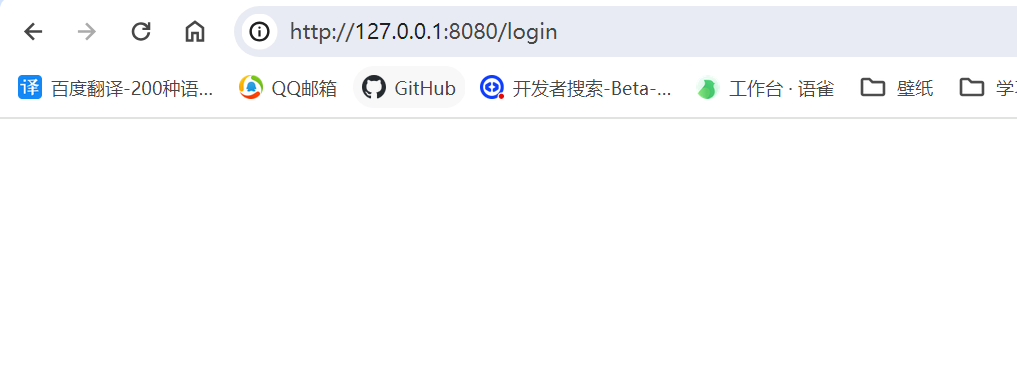 http://127.0.0.1:8080/login
译 百度翻译-200种语... QQ邮箱 GitHub 开发者搜索-Beta-... 工作台 · 语雀 壁纸 学